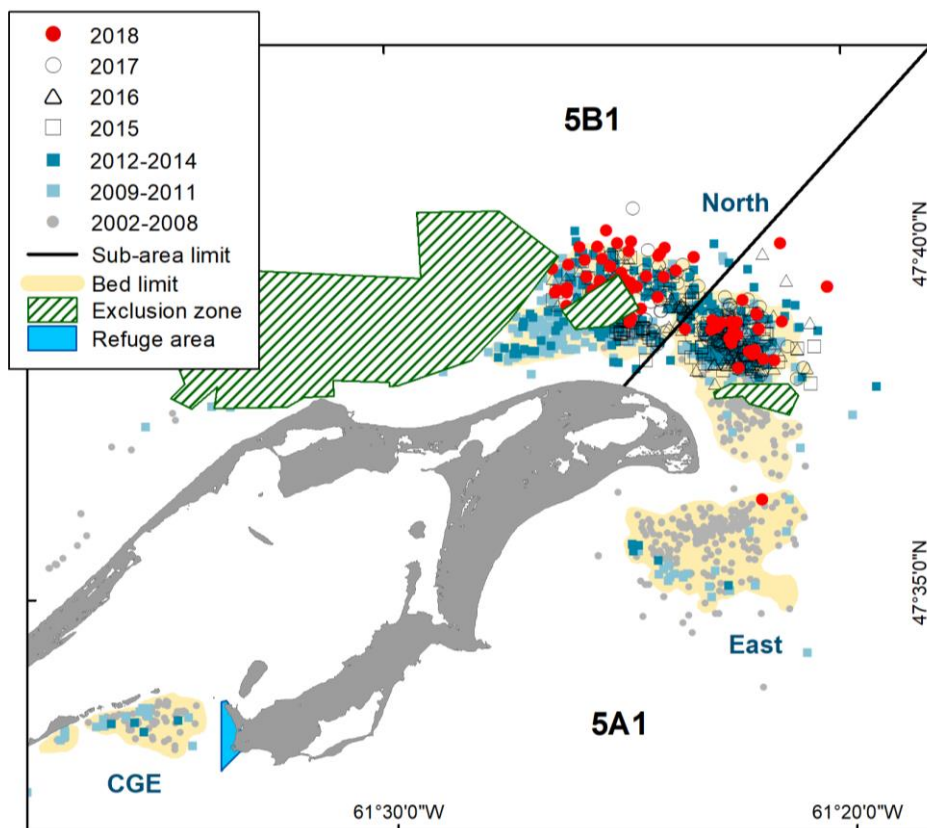 2018
2017
2016
2015
2012-2014
2009-2011
2002-2008
Sub-area limit
Bed limit
Exclusion zone
Refuge area
5B1
North
47°40'0"N
47°35'0"N
East
5A1
CGE
61°30'0"W
61°20'0"W